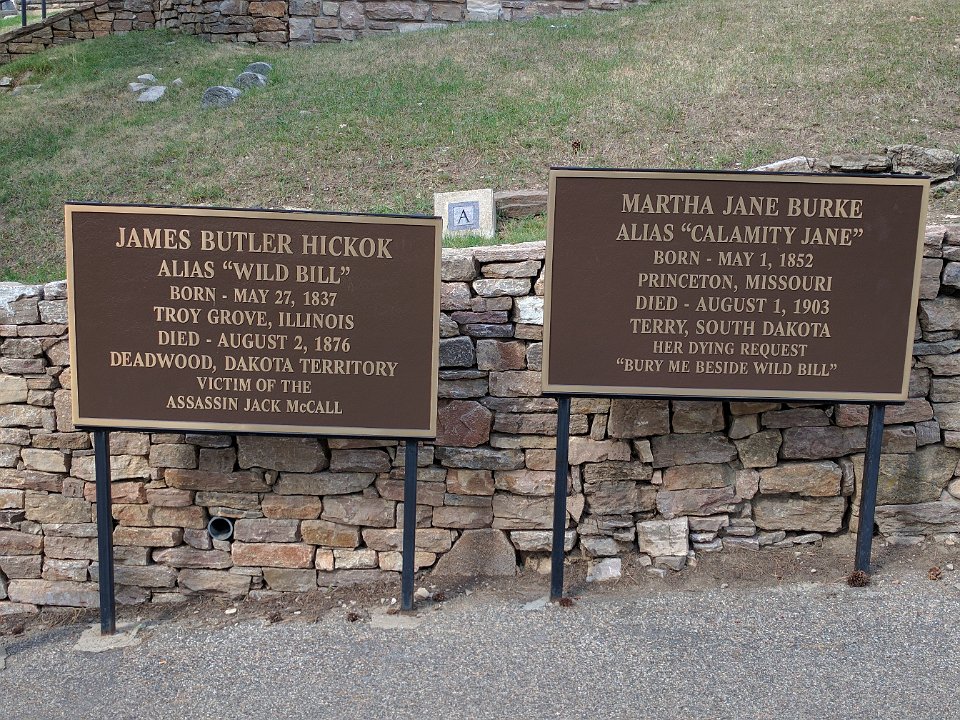 JAMES BUTLER HICKOK
ALIAS "WILD BILL"
BORN - MAY 27, 1837
TROY GROVE, ILLINOIS
DIED - AUGUST 2, 1876
DEADWOOD, DAKOTA TERRITORY
VICTIM OF THE
ASSASSIN JACK McCALL
A
MARTHA JANE BURKE
ALIAS "CALAMITY JANE"
BORN - MAY 1, 1852
PRINCETON, MISSOURI
DIED - AUGUST 1, 1903
TERRY, SOUTH DAKOTA
HER DYING REQUEST
"BURY ME BESIDE WILD BILL"